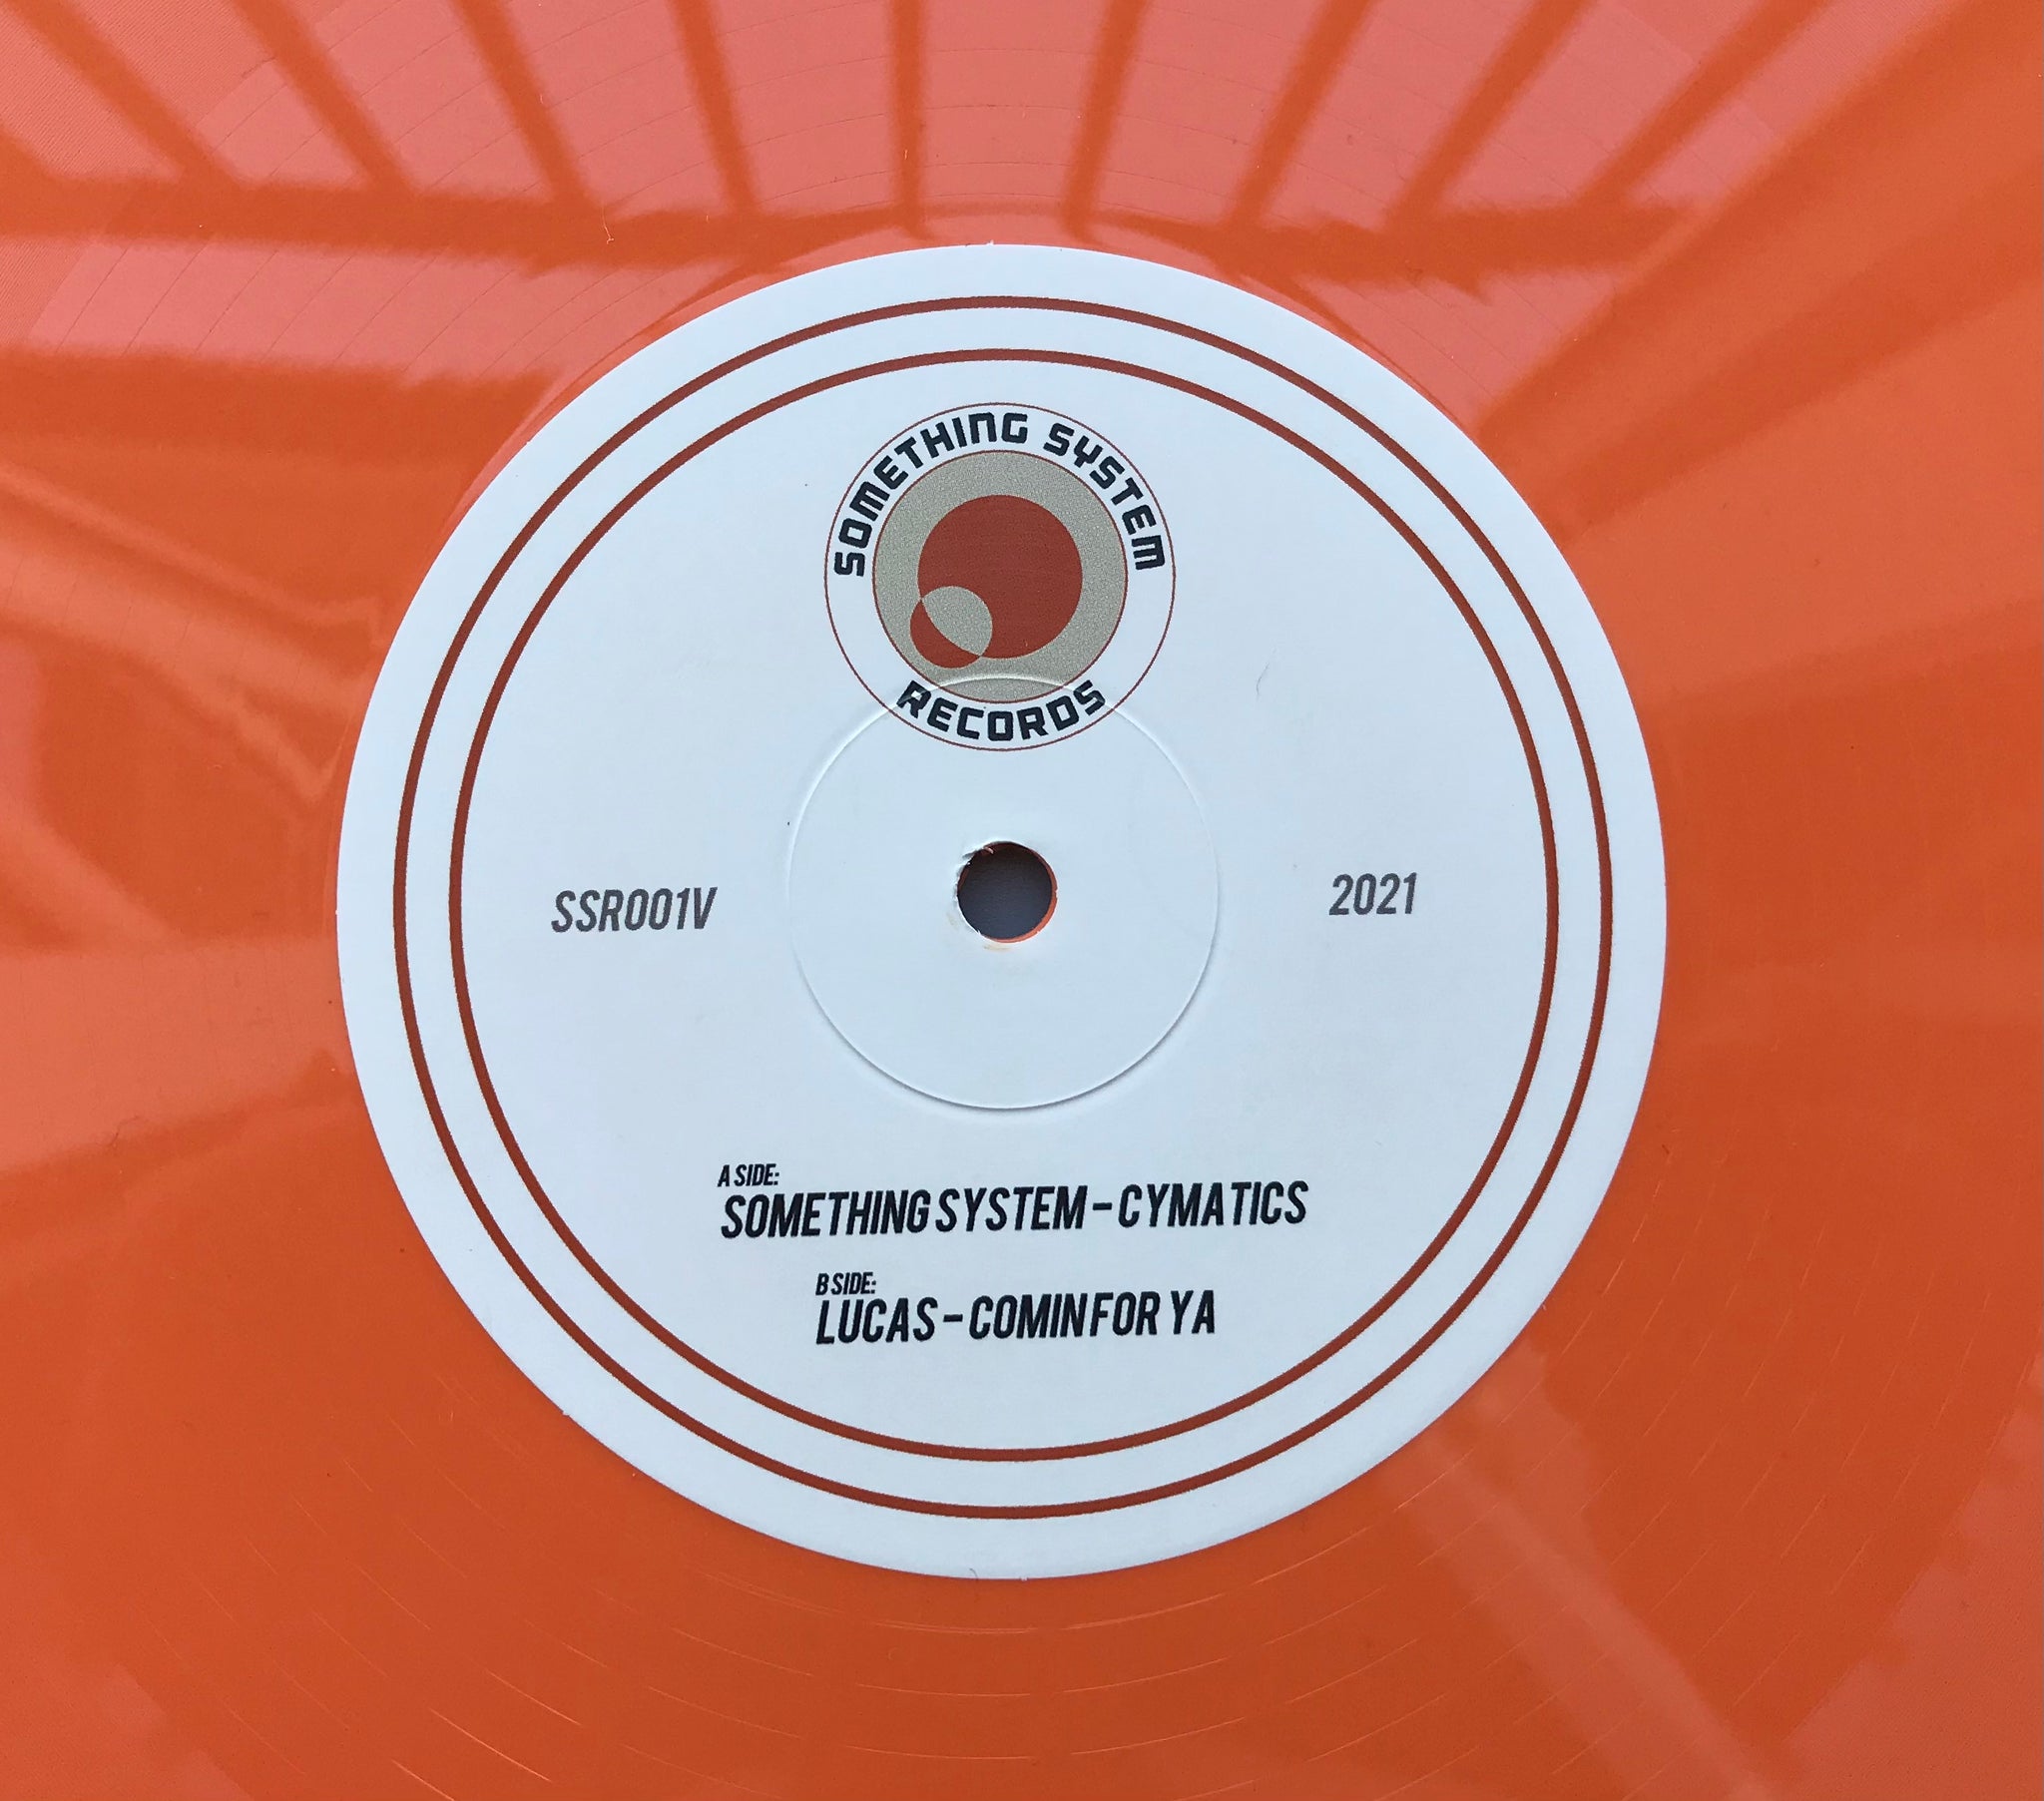 SOMETHING SYSTEM
RECORDS
SSR001V
2021
A SIDE:
SOMETHING SYSTEM – CYMATICS
B SIDE:
LUCAS – COMIN FOR YA